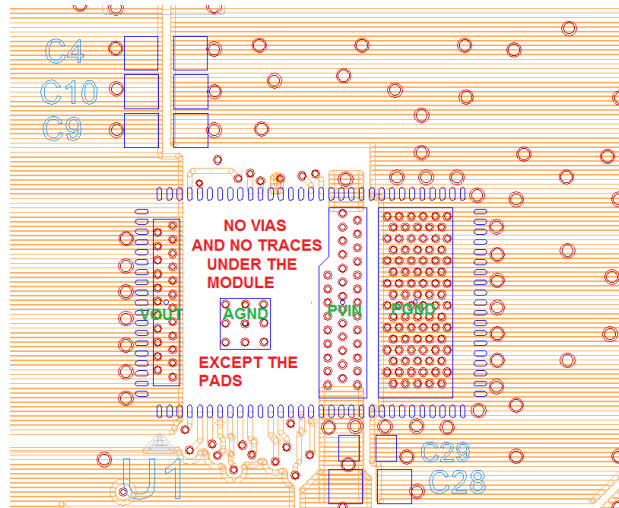 C4
C10
C9
NO VIAS
AND NO TRACES
UNDER THE
MODULE
VOUT
AGND
PVIN
PGND
EXCEPT THE
PADS
C29
U1
C28